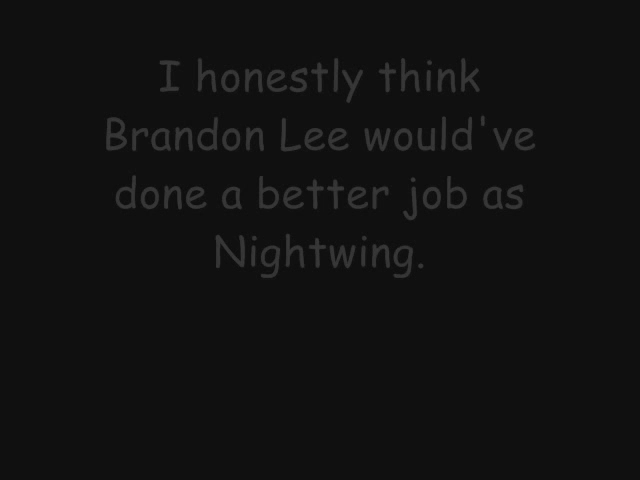 I honestly think
Brandon Lee would've
done a better job as
Nightwing.